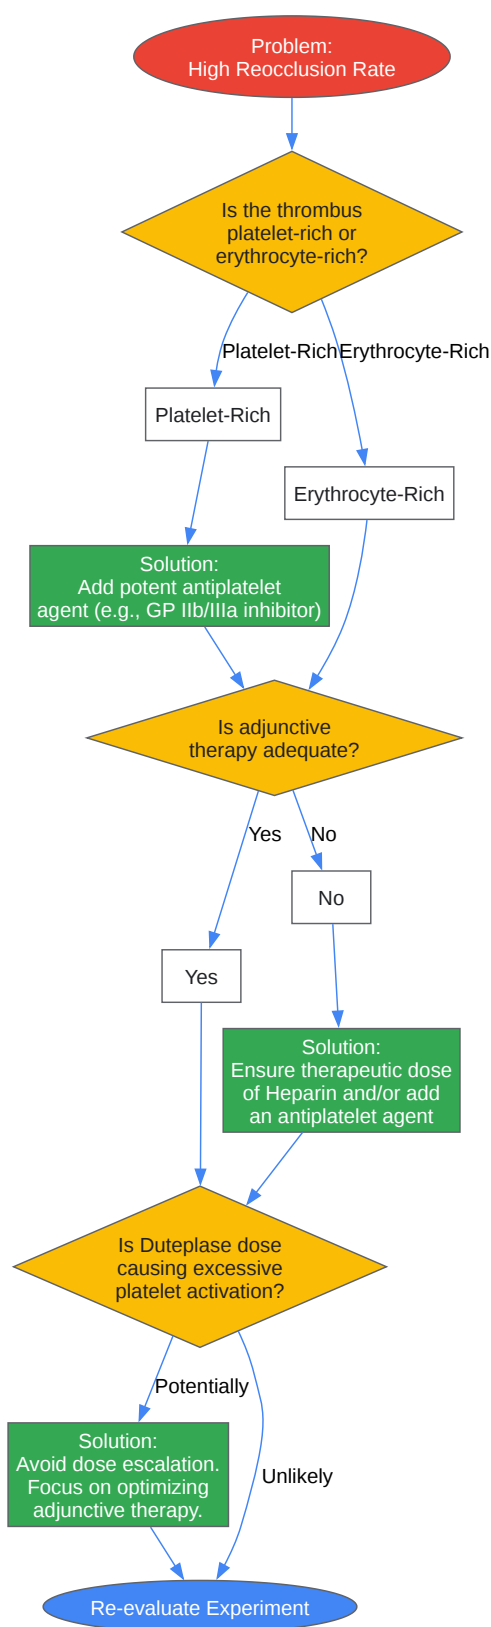 Problem:
High Reocclusion Rate
Is the thrombus
platelet-rich or
erythrocyte-rich?
Platelet-Rich
Erythrocyte-Rich
Platelet-Rich
Erythrocyte-Rich
Solution:
Add potent antiplatelet
agent (e.g., GP IIb/IIIa inhibitor)
Is adjunctive
therapy adequate?
Yes
No
No
Yes
Solution:
Ensure therapeutic dose
of Heparin and/or add
an antiplatelet agent
Is Duteplase dose
causing excessive
platelet activation?
Potentially
Solution:
Avoid dose escalation.
Focus on optimizing
adjunctive therapy.
Unlikely
Re-evaluate Experiment